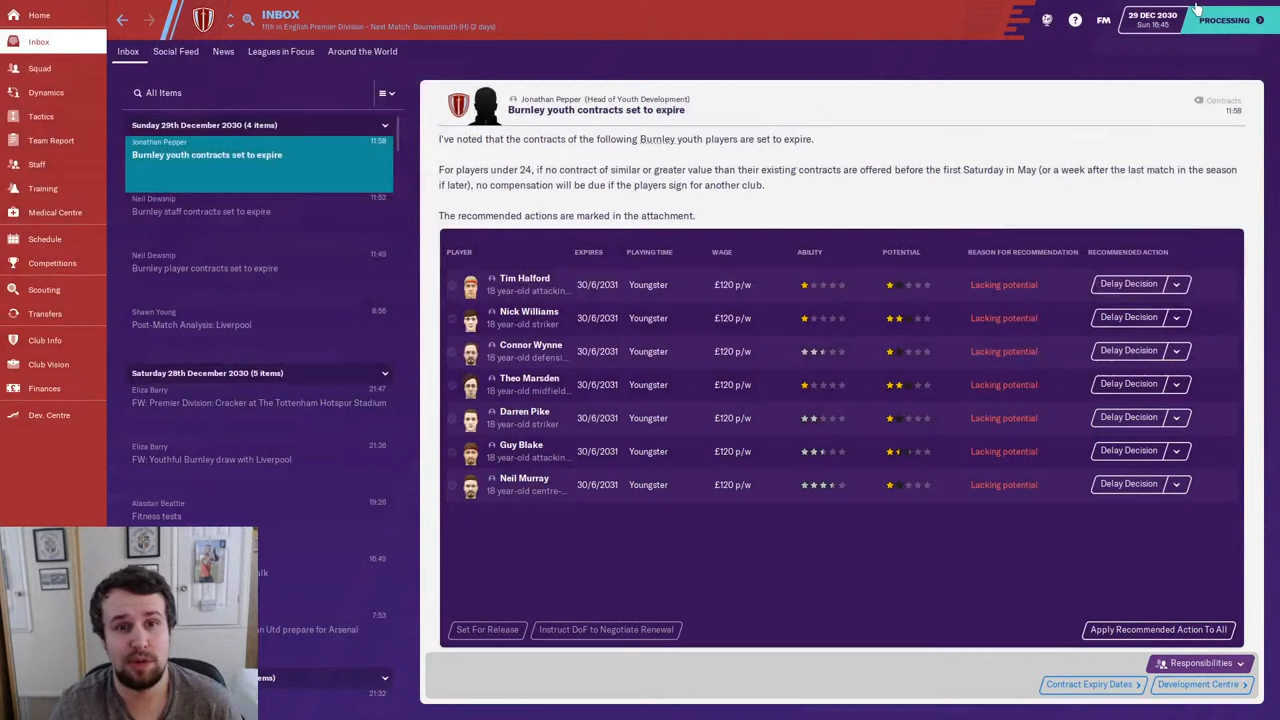 Home
INBOX
11th in English Premier Division - Next Match: Bournemouth (H) (2 days)
FM
29 DEC 2030
Sun 16:45
PROCESSING
Inbox
Squad
Dynamics
Tactics
Team Report
Staff
Training
Medical Centre
Schedule
Competitions
Scouting
Transfers
Club Info
Club Vision
Finances
Dev. Centre
Inbox
Social Feed
News
Leagues in Focus
Around the World
All Items
Sunday 29th December 2030 (4 items)
Jonathan Pepper
11:58
Burnley youth contracts set to expire
Neil Dewsnip
11:52
Burnley staff contracts set to expire
Neil Dewsnip
11:49
Burnley player contracts set to expire
Shawn Young
8:56
Post-Match Analysis: Liverpool
Saturday 28th December 2030 (5 items)
Eliza Barry
21:47
FW: Premier Division: Cracker at The Tottenham Hotspur Stadium
Eliza Barry
21:36
FW: Youthful Burnley draw with Liverpool
Alasdair Beattie
19:26
Fitness tests
16:49
alk
7:53
an Utd prepare for Arsenal
ems)
21:32
Jonathan Pepper (Head of Youth Development)
Burnley youth contracts set to expire
Contracts
11:58
I've noted that the contracts of the following Burnley youth players are set to expire.
For players under 24, if no contract of similar or greater value than their existing contracts are offered before the first Saturday in May (or a week after the last match in the season
if later), no compensation will be due if the players sign for another club.
The recommended actions are marked in the attachment.
PLAYER EXPIRES PLAYING TIME WAGE ABILITY POTENTIAL REASON FOR RECOMMENDATION RECOMMENDED ACTION
Tim Halford
18 year-old attackin... 30/6/2031 Youngster £120 p/w Lacking potential Delay Decision
Nick Williams
18 year-old striker 30/6/2031 Youngster £120 p/w Lacking potential Delay Decision
Connor Wynne
18 year-old defensi... 30/6/2031 Youngster £120 p/w Lacking potential Delay Decision
Theo Marsden
18 year-old midfield... 30/6/2031 Youngster £120 p/w Lacking potential Delay Decision
Darren Pike
18 year-old striker 30/6/2031 Youngster £120 p/w Lacking potential Delay Decision
Guy Blake
18 year-old attackin... 30/6/2031 Youngster £120 p/w Lacking potential Delay Decision
Neil Murray
18 year-old centre-... 30/6/2031 Youngster £120 p/w Lacking potential Delay Decision
Set For Release
Instruct DoF to Negotiate Renewal
Apply Recommended Action To All
Responsibilities
Contract Expiry Dates
Development Centre